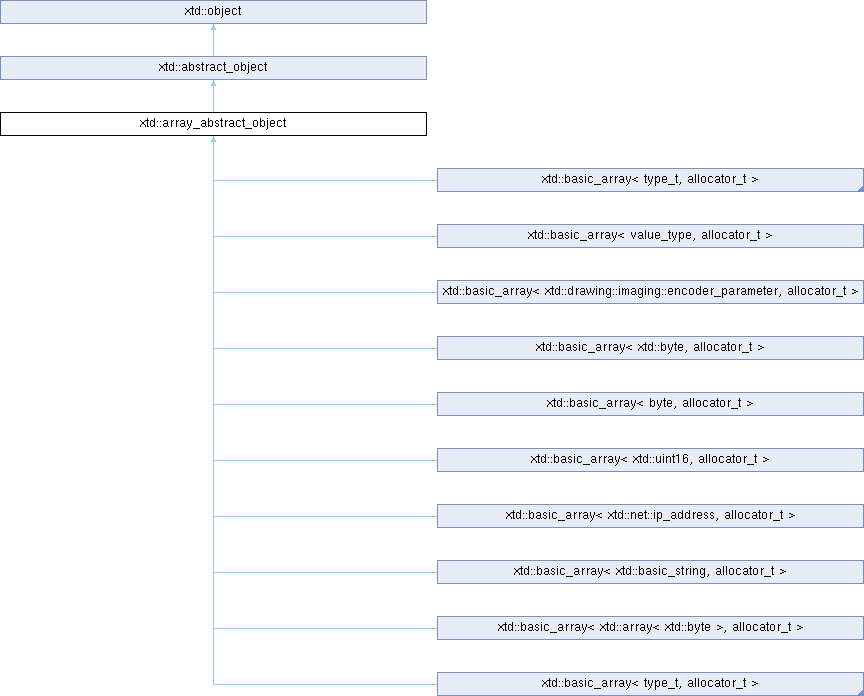 xtd::object
xtd::abstract_object
xtd::array_abstract_object
xtd::basic_array< type_t, allocator_t >
xtd::basic_array< value_type, allocator_t >
xtd::basic_array< xtd::drawing::imaging::encoder_parameter, allocator_t >
xtd::basic_array< xtd::byte, allocator_t >
xtd::basic_array< byte, allocator_t >
xtd::basic_array< xtd::uint16, allocator_t >
xtd::basic_array< xtd::net::ip_address, allocator_t >
xtd::basic_array< xtd::basic_string, allocator_t >
xtd::basic_array< xtd::array< xtd::byte >, allocator_t >
xtd::basic_array< type_t, allocator_t >